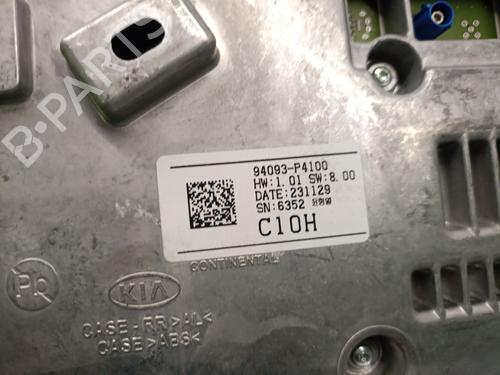 B-PARTS
94093-P4100
HW:1.01 SW:8.00
DATE:231129
SN:6352
C10H
CONTINENTAL
Pb
KIA
CASE-RR >AL<
CASE >ABS<